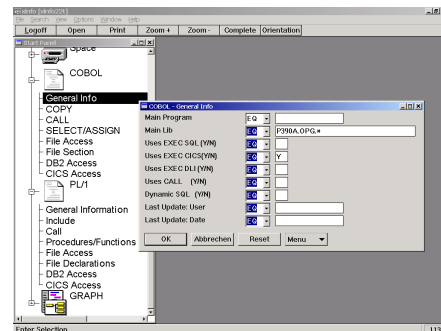 xinfo [xinfo/22t]
File Search View Options Window Help
Logoff Open Print Zoom + Zoom - Complete Orientation
Start Panel
Space
COBOL
General Info
COPY
CALL
SELECT/ASSIGN
File Access
File Section
DB2 Access
CICS Access
PL/1
General Information
Include
Call
Procedures/Functions
File Access
File Declarations
DB2 Access
CICS Access
GRAPH
COBOL - General Info
Main Program EQ
Main Lib EQ P390A.OPG.*
Uses EXEC SQL (Y/N) EQ
Uses EXEC CICS(Y/N) EQ Y
Uses EXEC DLI (Y/N) EQ
Uses CALL (Y/N) EQ
Dynamic SQL (Y/N) EQ
Last Update: User EQ
Last Update: Date EQ
OK Abbrechen Reset Menu
Enter Selection 113